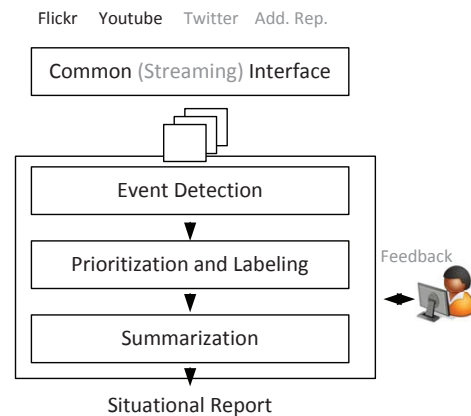 Flickr Youtube Twitter Add. Rep.
Common (Streaming) Interface
Event Detection
Prioritization and Labeling
Feedback
Summarization
Situational Report